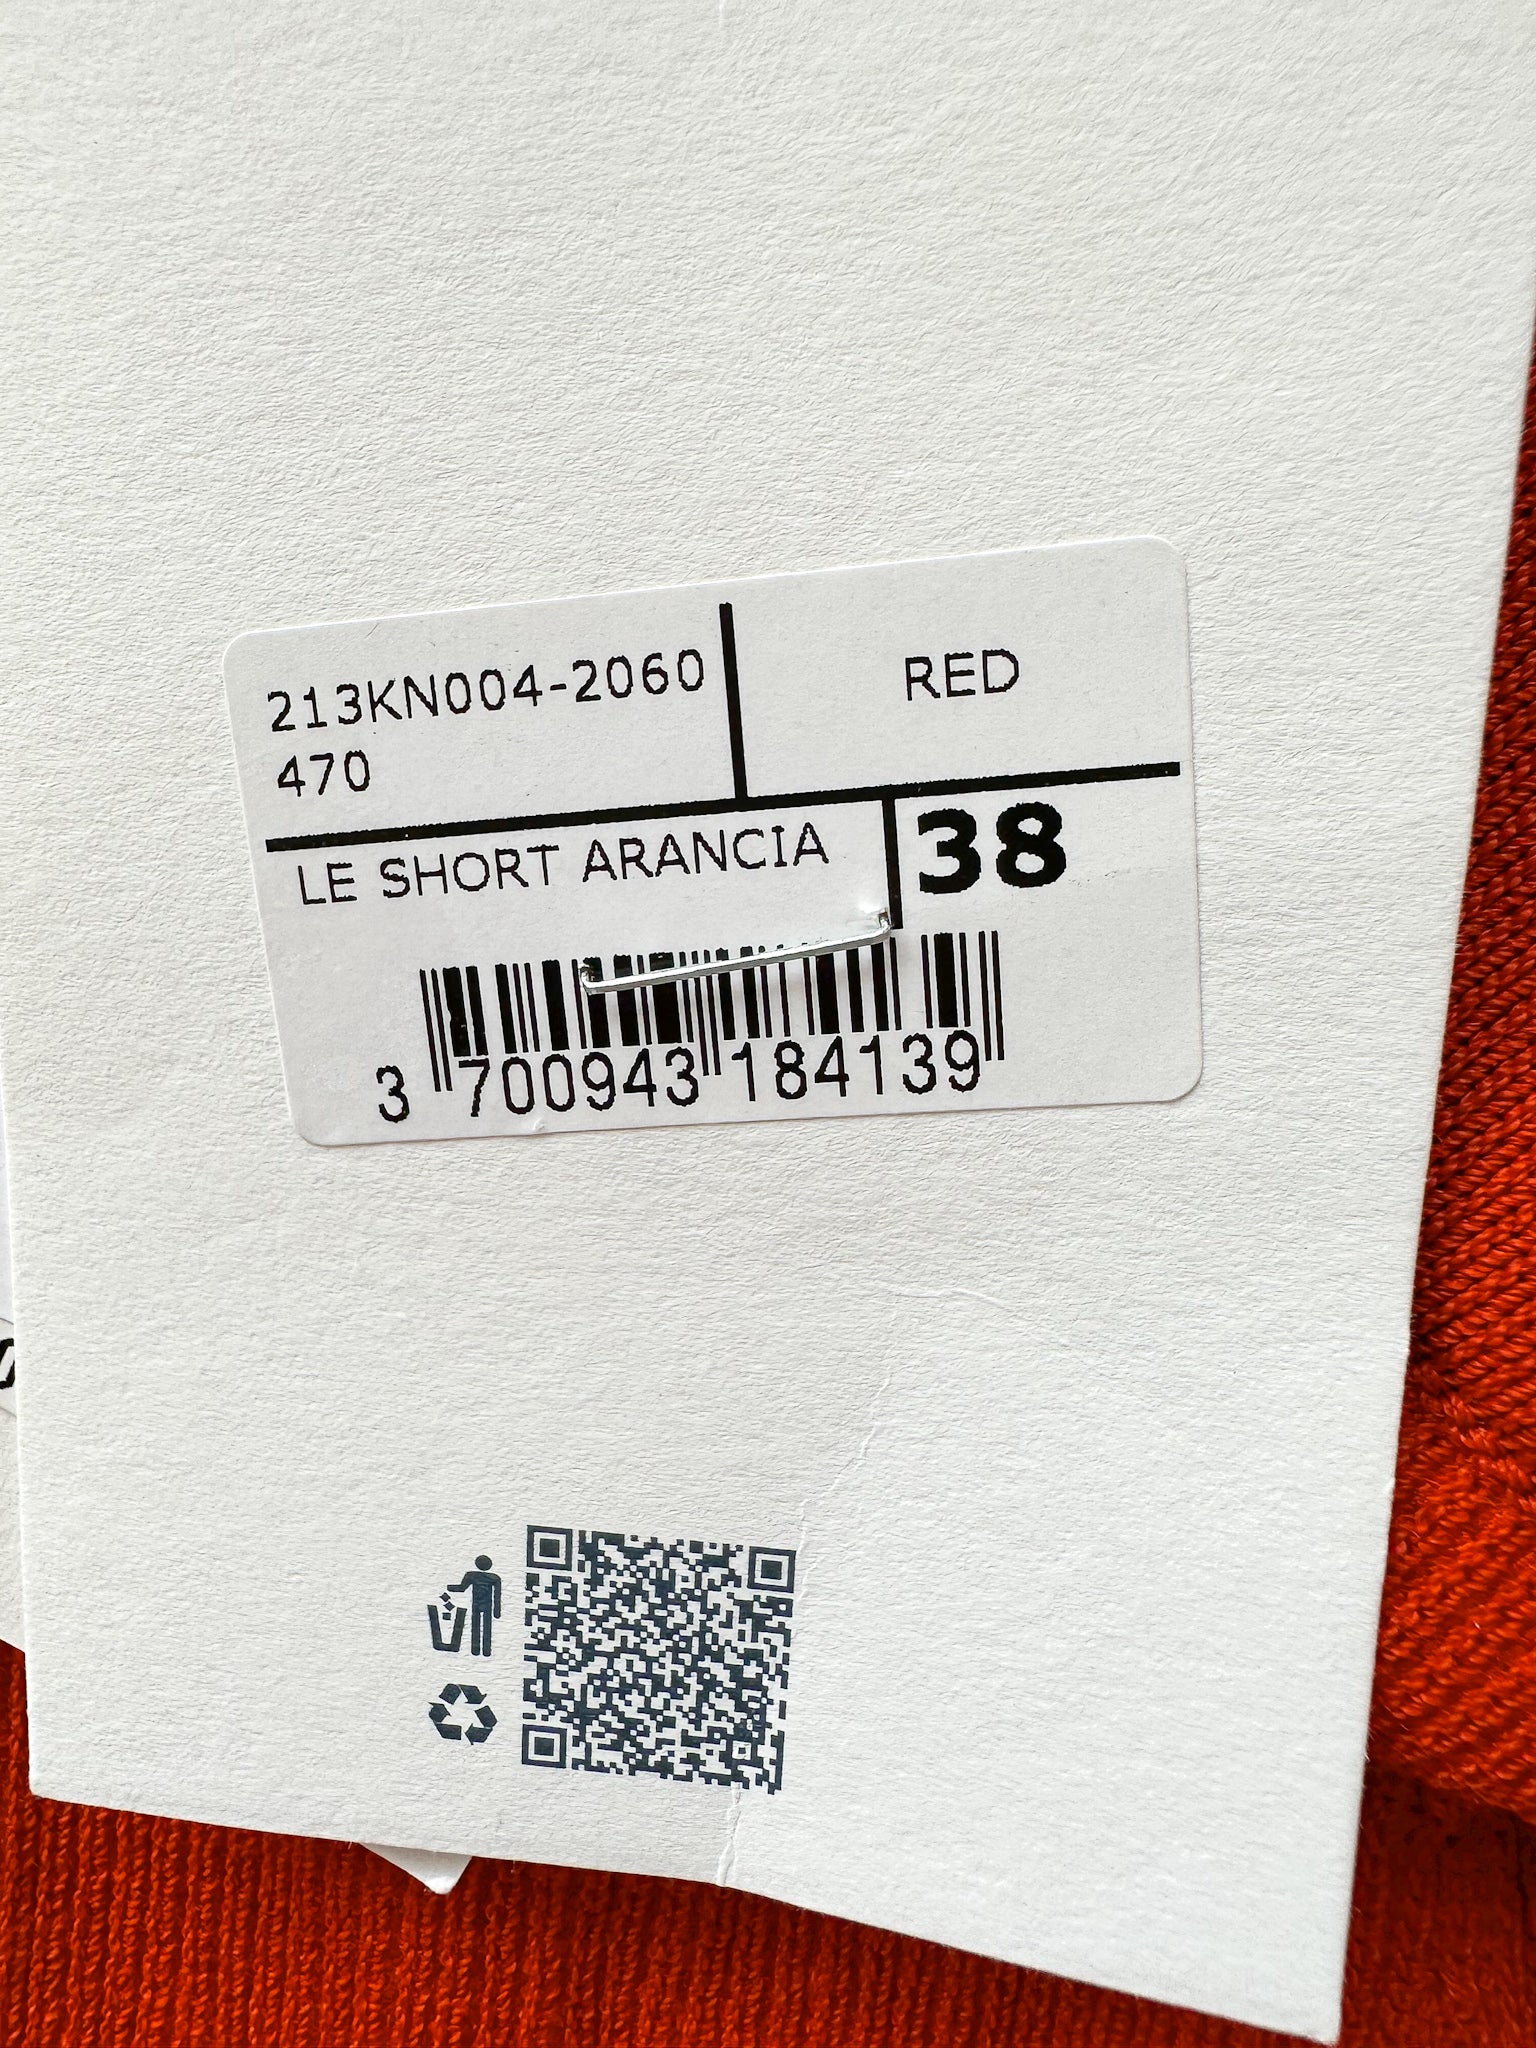 213KN004-2060
470
RED
LE SHORT ARANCIA
38
3 700943 184139